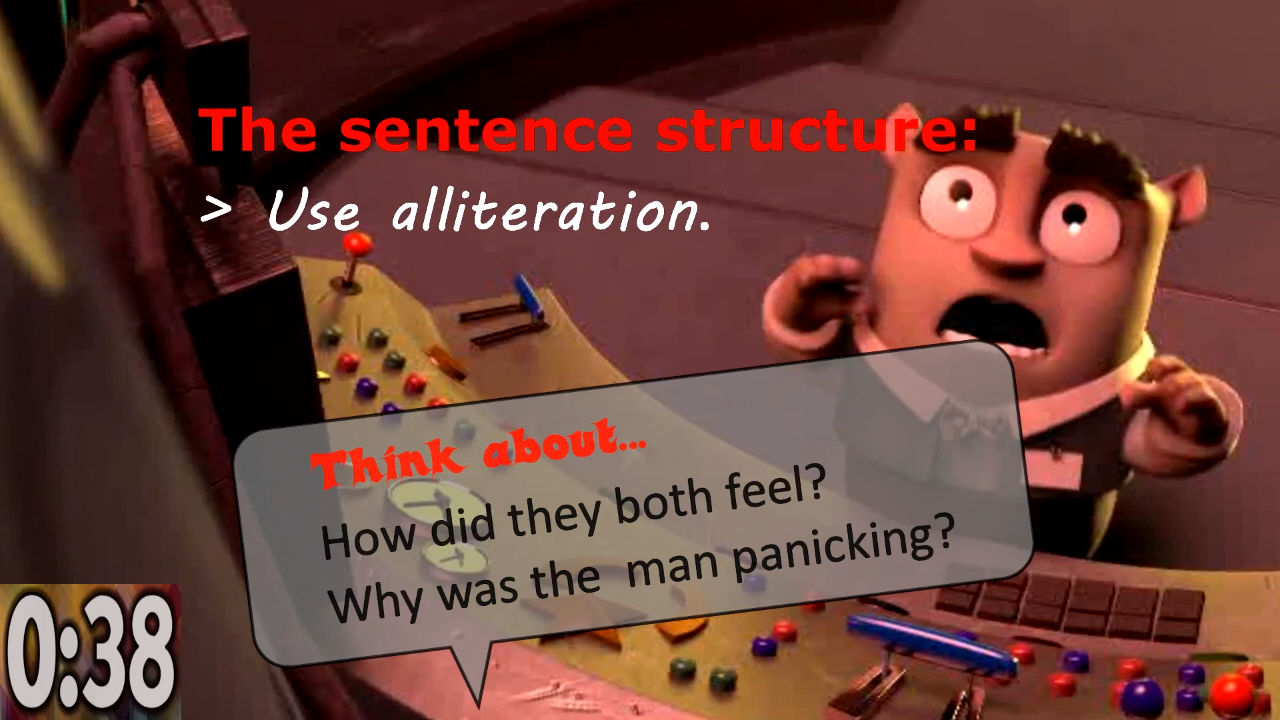 The sentence structure:
> Use alliteration.
Think about...
How did they both feel?
Why was the man panicking?
0:38